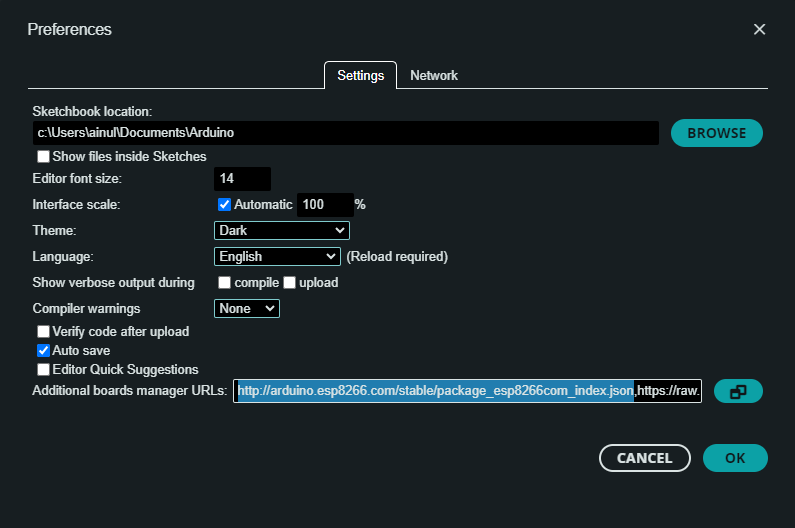 Preferences
Settings Network
Sketchbook location:
c:\Users\ainul\Documents\Arduino
BROWSE
Show files inside Sketches
Editor font size: 14
Interface scale: Automatic 100 %
Theme: Dark
Language: English (Reload required)
Show verbose output during compile upload
Compiler warnings None
Verify code after upload
Auto save
Editor Quick Suggestions
Additional boards manager URLs: http://arduino.esp8266.com/stable/package_esp8266com_index.json,https://raw.
CANCEL OK